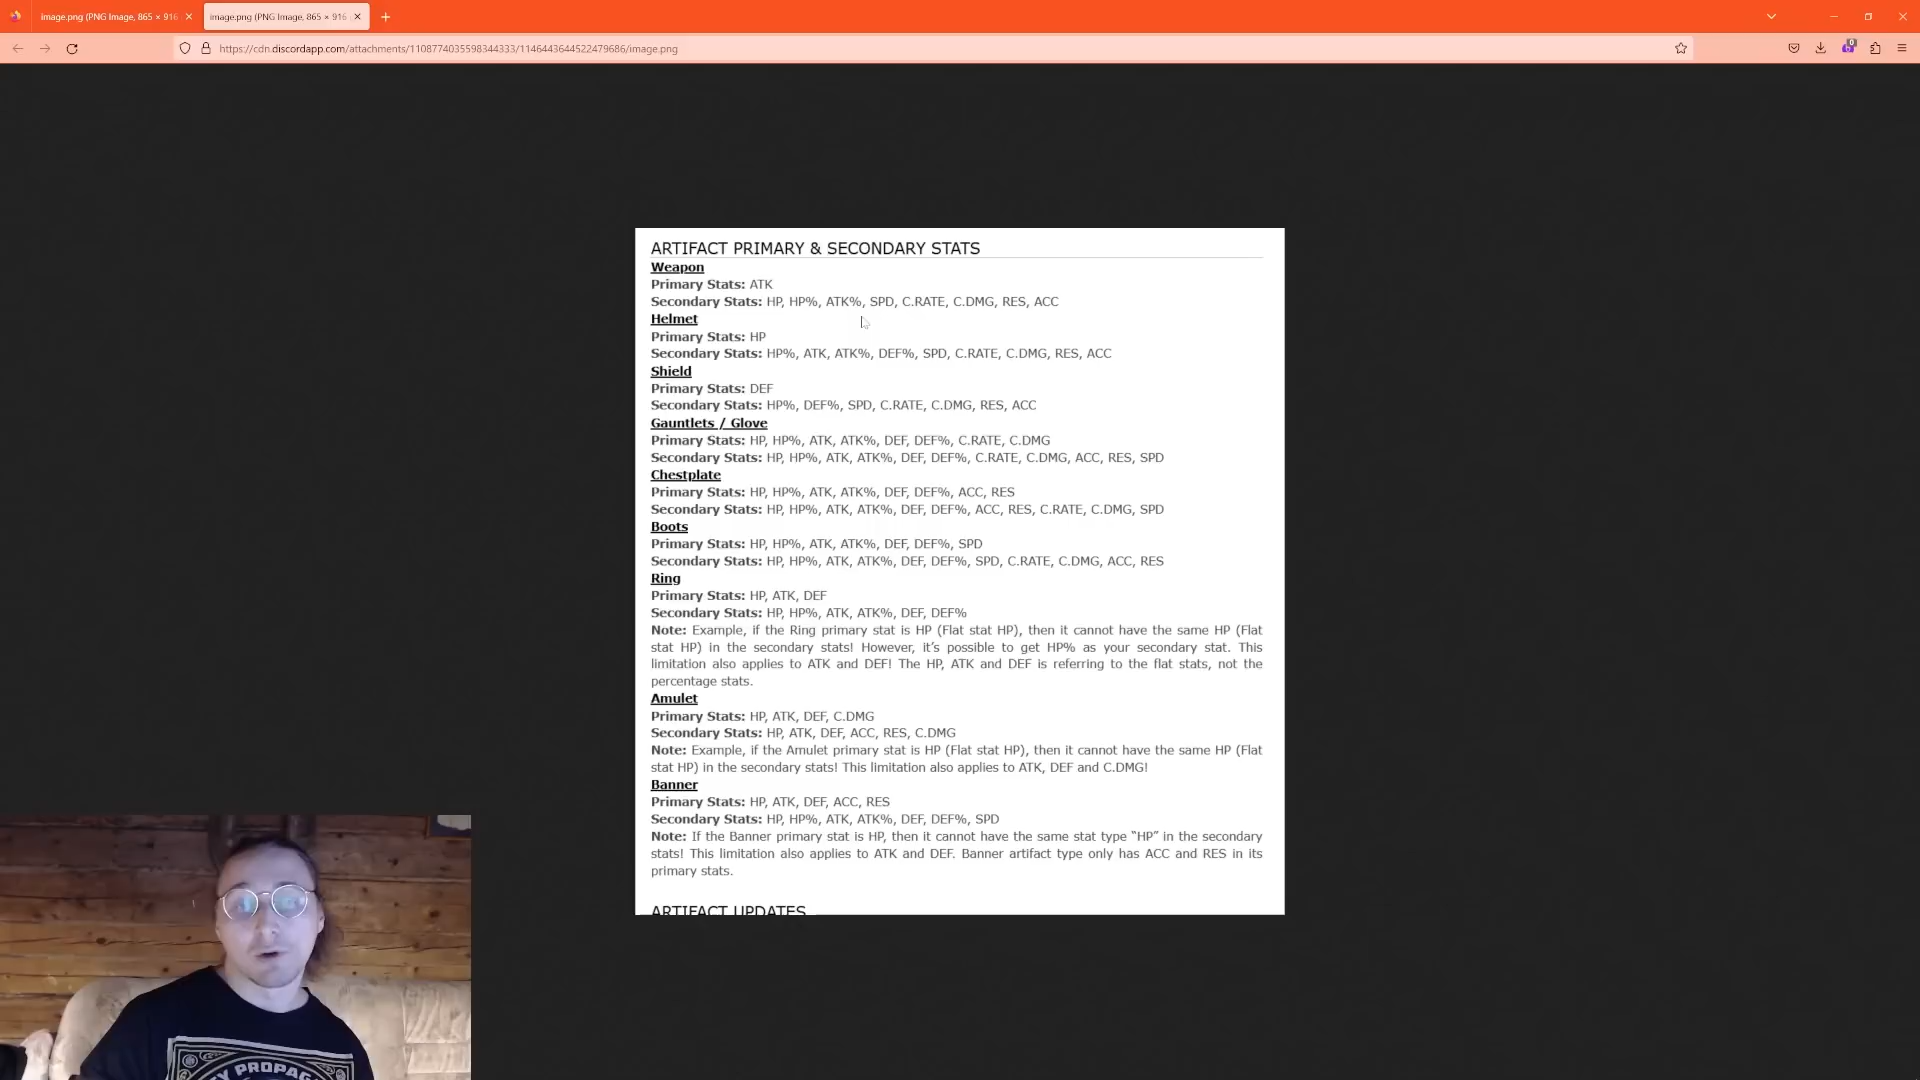 image.png (PNG Image, 865 × 916
image.png (PNG Image, 865 × 916
https://cdn.discordapp.com/attachments/1108774035598344333/1146443644522479686/image.png
ARTIFACT PRIMARY & SECONDARY STATS
Weapon
Primary Stats: ATK
Secondary Stats: HP, HP%, ATK%, SPD, C.RATE, C.DMG, RES, ACC
Helmet
Primary Stats: HP
Secondary Stats: HP%, ATK, ATK%, DEF%, SPD, C.RATE, C.DMG, RES, ACC
Shield
Primary Stats: DEF
Secondary Stats: HP%, DEF%, SPD, C.RATE, C.DMG, RES, ACC
Gauntlets / Glove
Primary Stats: HP, HP%, ATK, ATK%, DEF, DEF%, C.RATE, C.DMG
Secondary Stats: HP, HP%, ATK, ATK%, DEF, DEF%, C.RATE, C.DMG, ACC, RES, SPD
Chestplate
Primary Stats: HP, HP%, ATK, ATK%, DEF, DEF%, ACC, RES
Secondary Stats: HP, HP%, ATK, ATK%, DEF, DEF%, ACC, RES, C.RATE, C.DMG, SPD
Boots
Primary Stats: HP, HP%, ATK, ATK%, DEF, DEF%, SPD
Secondary Stats: HP, HP%, ATK, ATK%, DEF, DEF%, SPD, C.RATE, C.DMG, ACC, RES
Ring
Primary Stats: HP, ATK, DEF
Secondary Stats: HP, HP%, ATK, ATK%, DEF, DEF%
Note: Example, if the Ring primary stat is HP (Flat stat HP), then it cannot have the same HP (Flat
stat HP) in the secondary stats! However, it's possible to get HP% as your secondary stat. This
limitation also applies to ATK and DEF! The HP, ATK and DEF is referring to the flat stats, not the
percentage stats.
Amulet
Primary Stats: HP, ATK, DEF, C.DMG
Secondary Stats: HP, ATK, DEF, ACC, RES, C.DMG
Note: Example, if the Amulet primary stat is HP (Flat stat HP), then it cannot have the same HP (Flat
stat HP) in the secondary stats! This limitation also applies to ATK, DEF and C.DMG!
Banner
Primary Stats: HP, ATK, DEF, ACC, RES
Secondary Stats: HP, HP%, ATK, ATK%, DEF, DEF%, SPD
Note: If the Banner primary stat is HP, then it cannot have the same stat type “HP” in the secondary
stats! This limitation also applies to ATK and DEF. Banner artifact type only has ACC and RES in its
primary stats.
ARTIFACT UPDATES